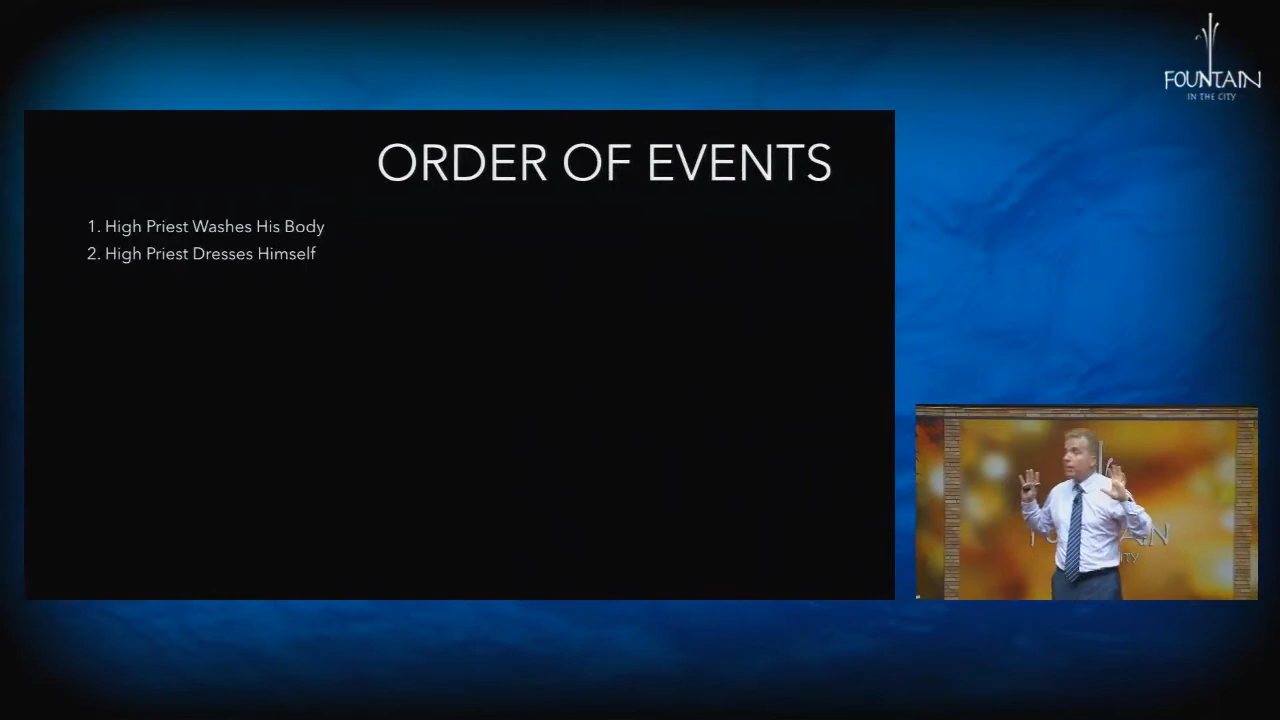 FOUNTAIN
IN THE CITY
ORDER OF EVENTS
1. High Priest Washes His Body
2. High Priest Dresses Himself